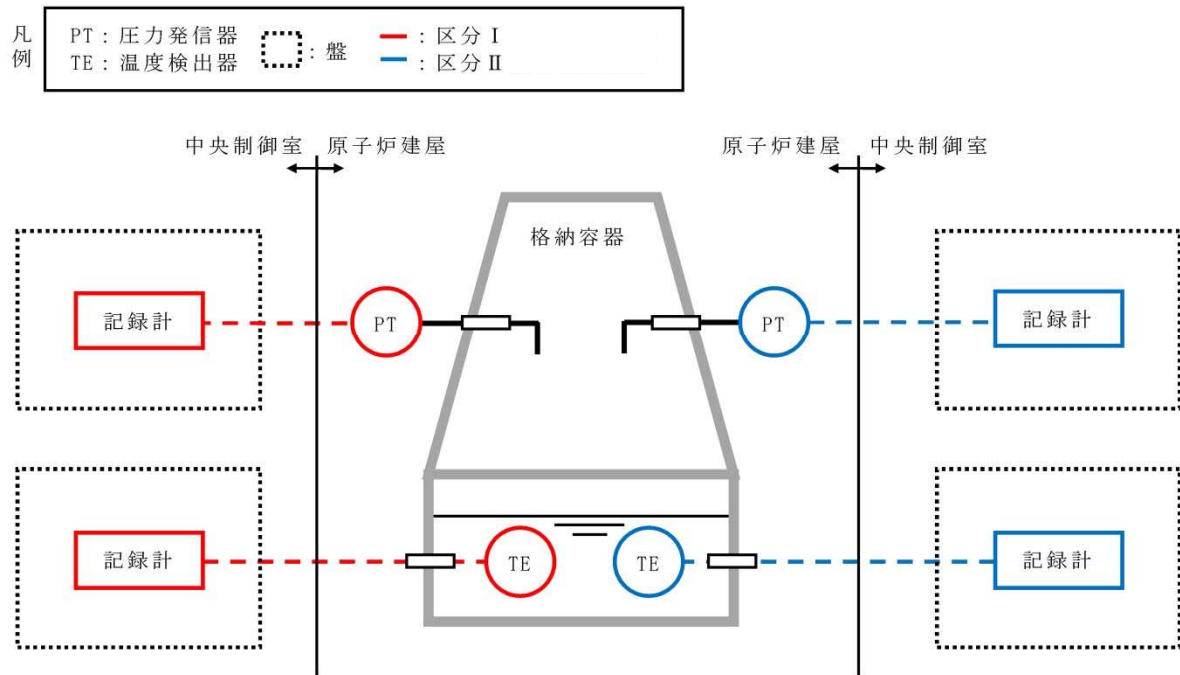 凡例
PT：圧力発信器
TE：温度検出器
：盤
：区分Ⅰ
：区分Ⅱ
中央制御室
原子炉建屋
原子炉建屋
中央制御室
格納容器
記録計
PT
PT
記録計
記録計
TE
TE
記録計